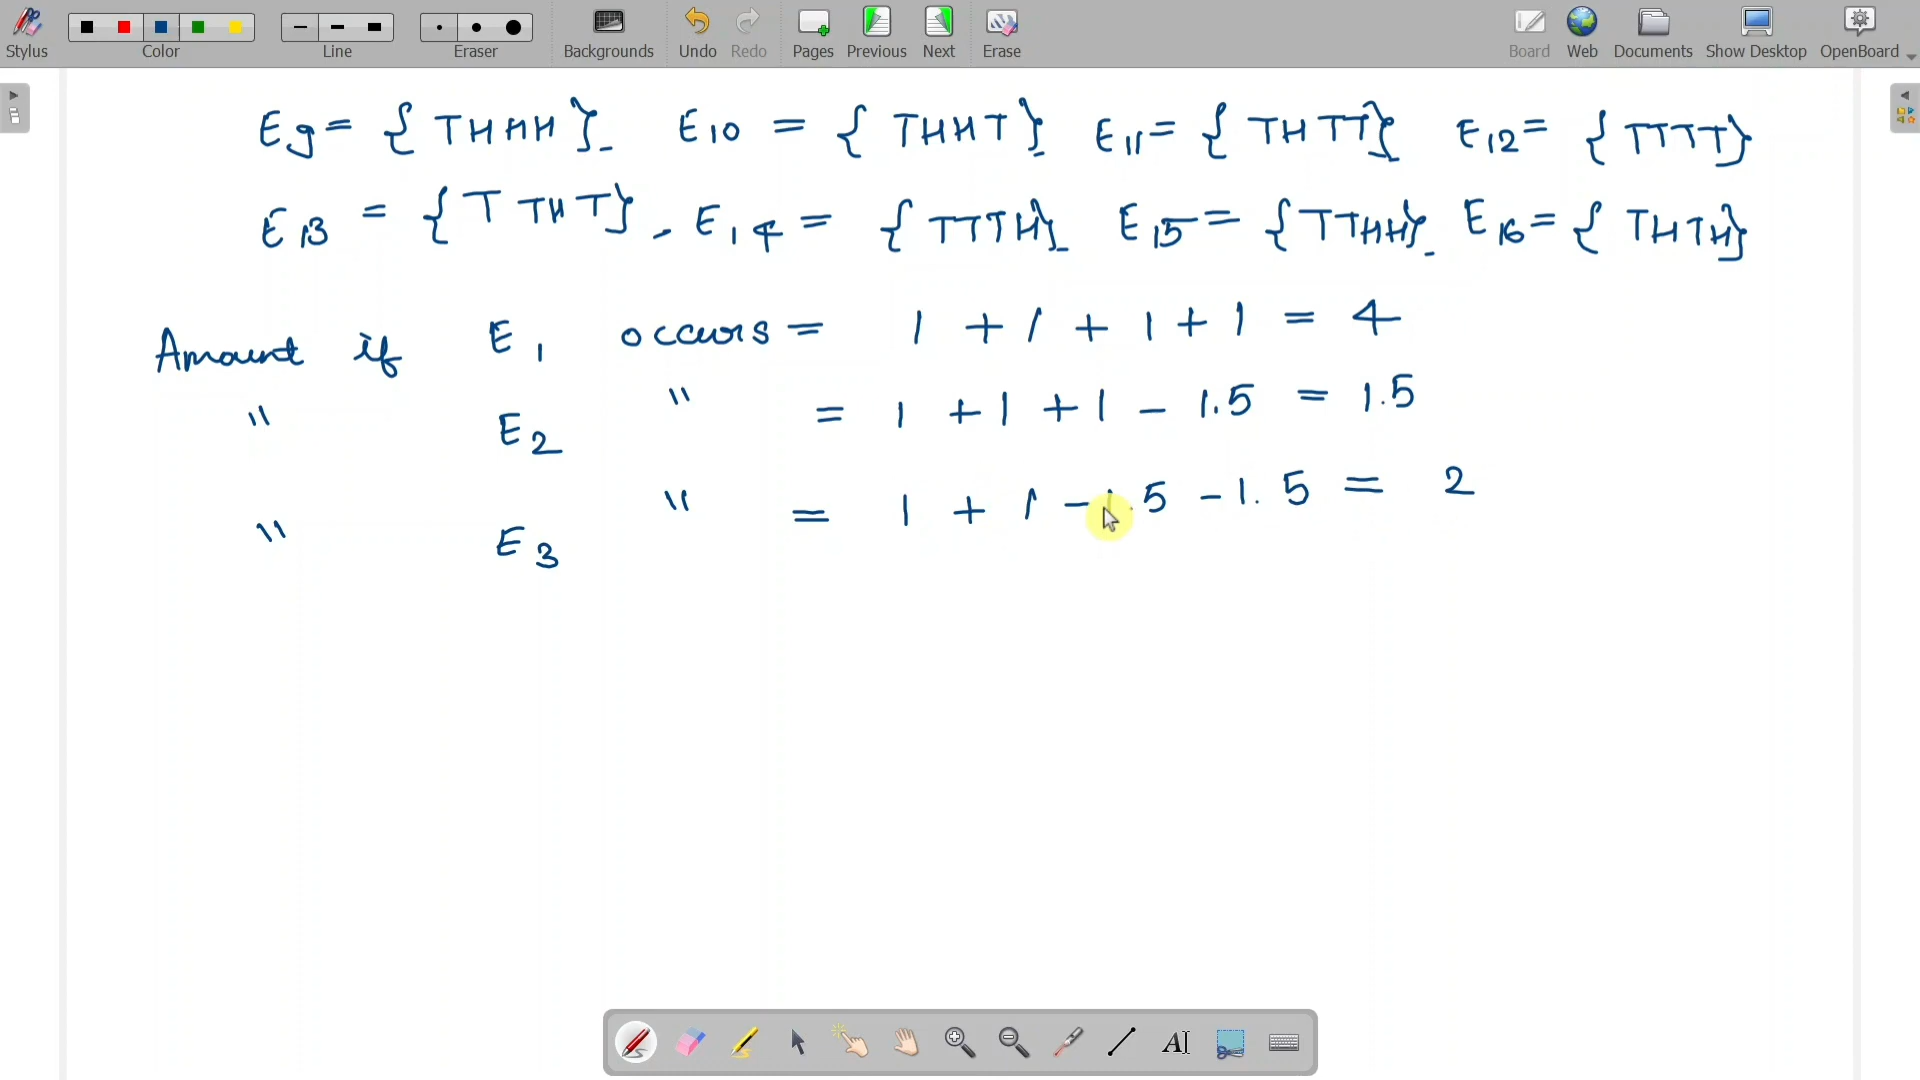 Stylus Color Line Eraser Backgrounds Undo Redo Pages Previous Next Erase Board Web Documents Show Desktop OpenBoard
E9 = { THHH }. E10 = { THHT } E11 = { THTT } E12 = { TTTT }
E13 = { TTHT }, E14 = { TTTH } E15 = { TTHH }. E16 = { THTH }
Amount if E1 occurs = 1 + 1 + 1 + 1 = 4
" E2 " = 1 + 1 + 1 - 1.5 = 1.5
" E3 " = 1 + 1 - 1.5 - 1.5 = 2